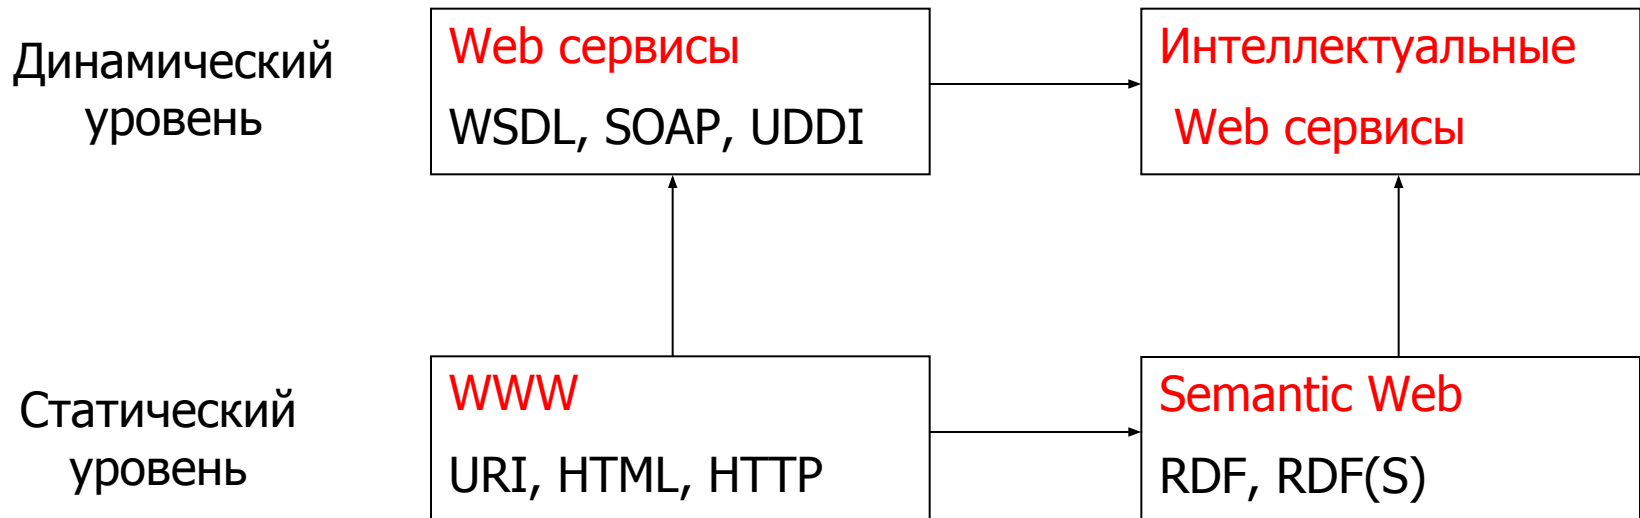 Динамический
уровень
Web сервисы
WSDL, SOAP, UDDI
Интеллектуальные
Web сервисы
Статический
уровень
WWW
URI, HTML, HTTP
Semantic Web
RDF, RDF(S)